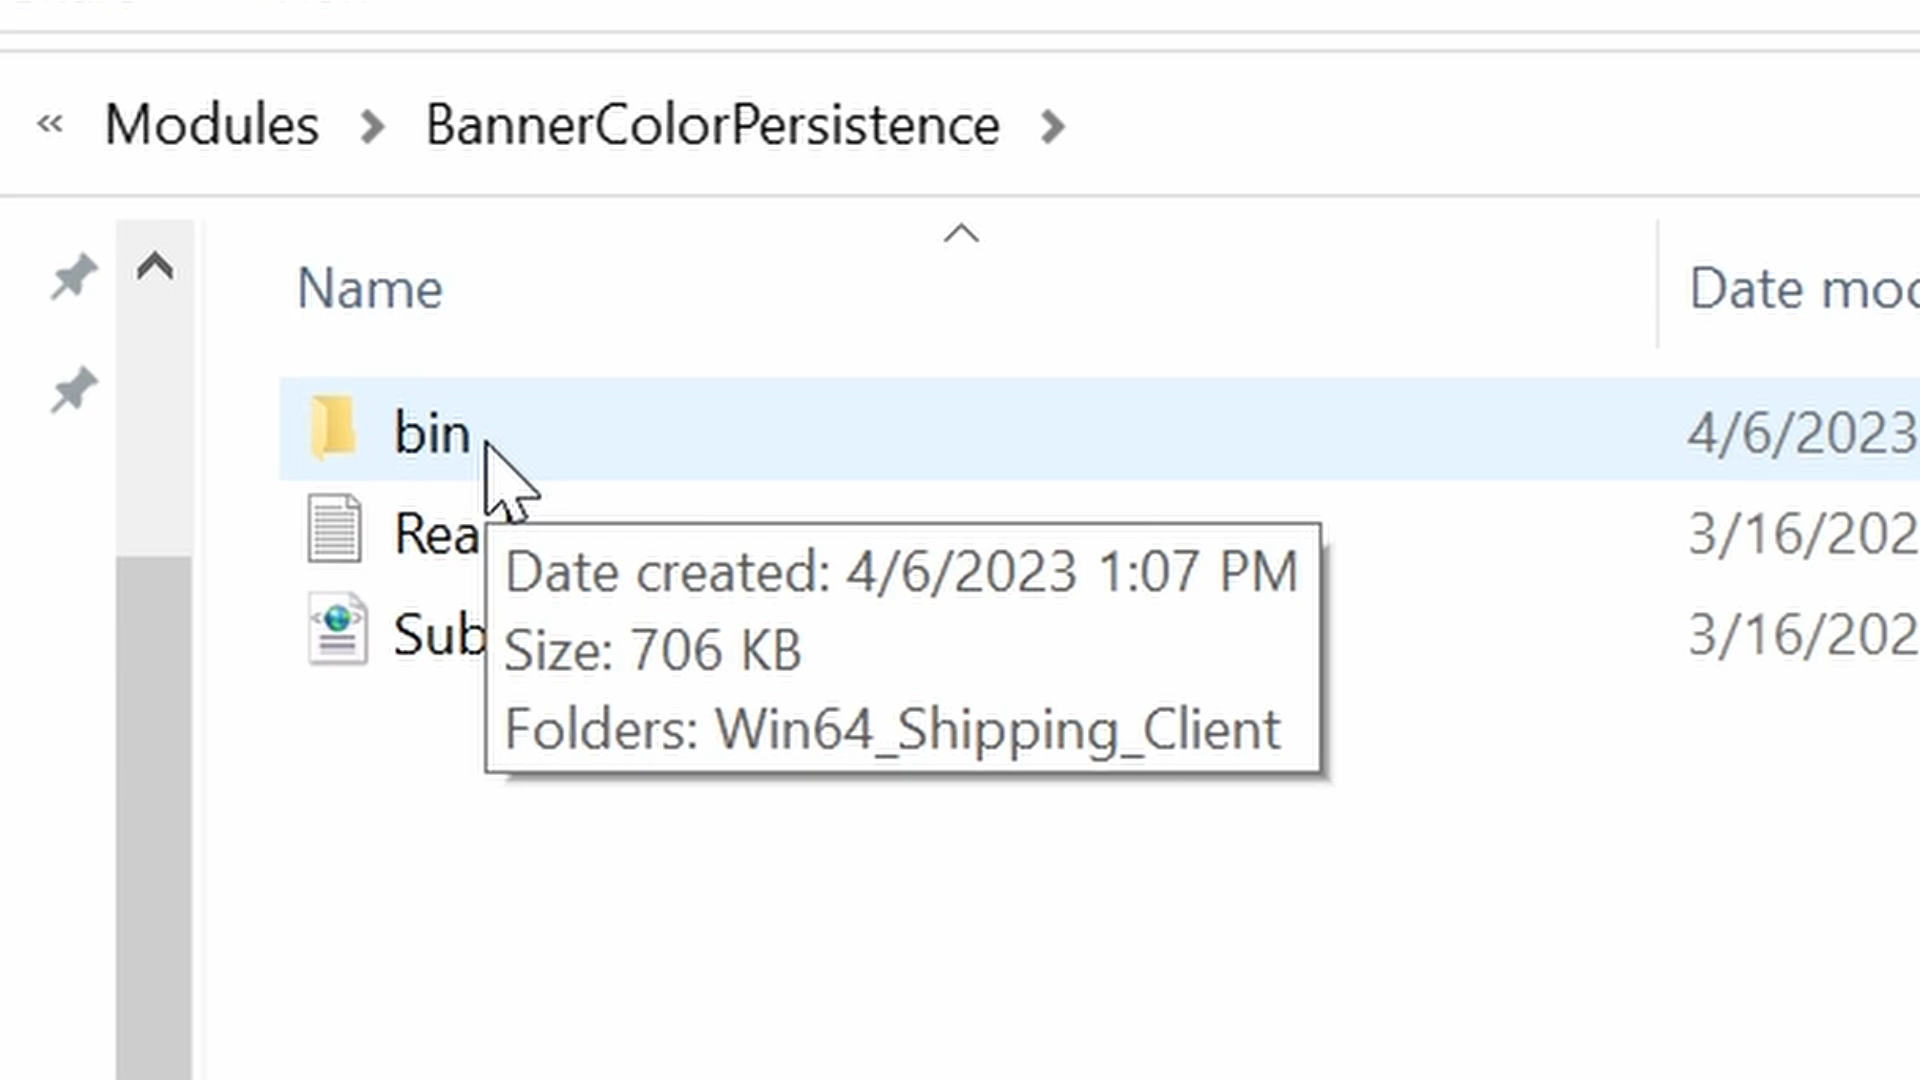 « Modules > BannerColorPersistence >
Name Date mod
bin 4/6/2023
Rea 3/16/202
Date created: 4/6/2023 1:07 PM
Sub 3/16/202
Size: 706 KB
Folders: Win64_Shipping_Client